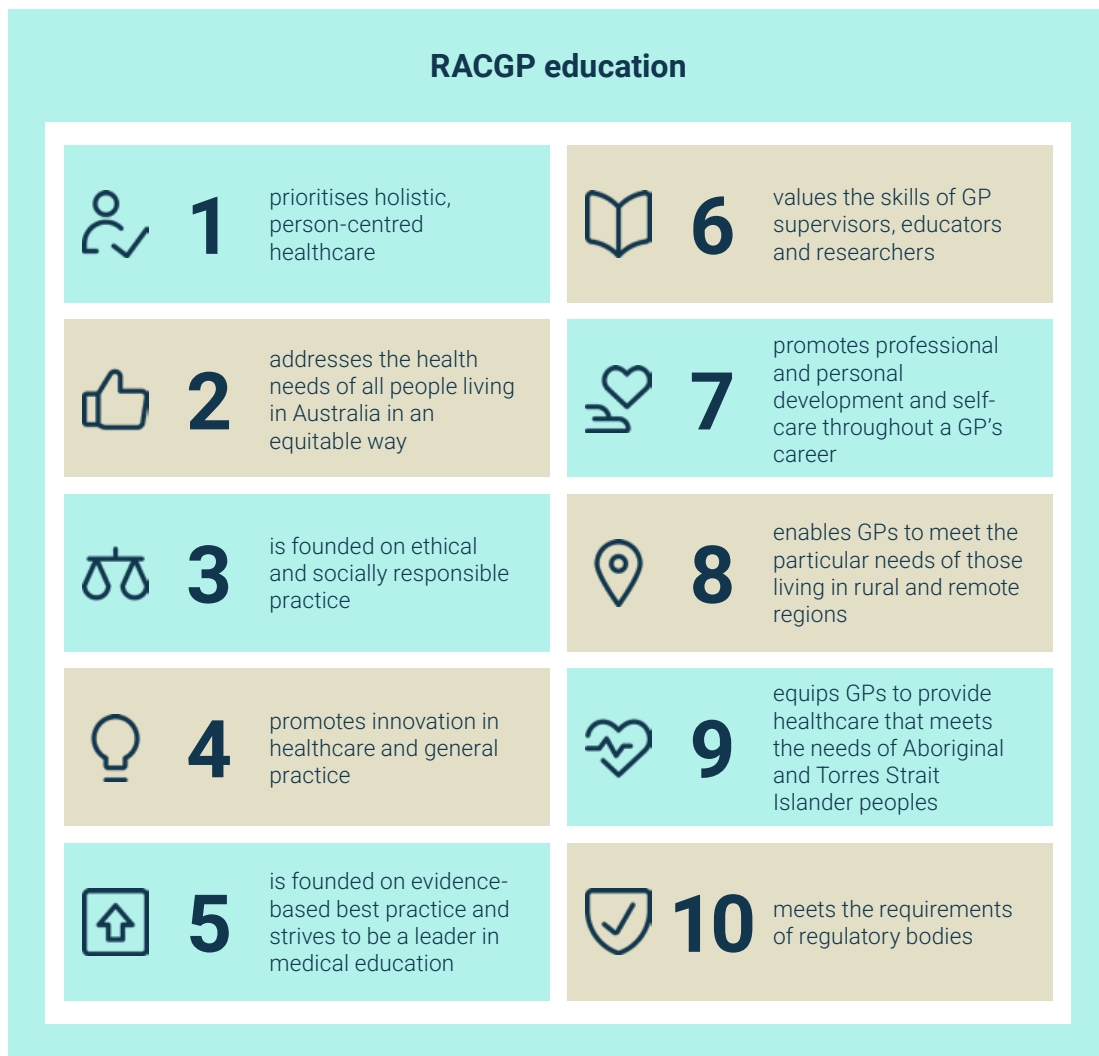 RACGP education
1
prioritises holistic,
person-centred
healthcare
2
addresses the health
needs of all people living
in Australia in an
equitable way
3
is founded on ethical
and socially responsible
practice
4
promotes innovation in
healthcare and general
practice
5
is founded on evidence-
based best practice and
strives to be a leader in
medical education
6
values the skills of GP
supervisors, educators
and researchers
7
promotes professional
and personal
development and self-
care throughout a GP’s
career
8
enables GPs to meet the
particular needs of those
living in rural and remote
regions
9
equips GPs to provide
healthcare that meets
the needs of Aboriginal
and Torres Strait
Islander peoples
10
meets the requirements
of regulatory bodies